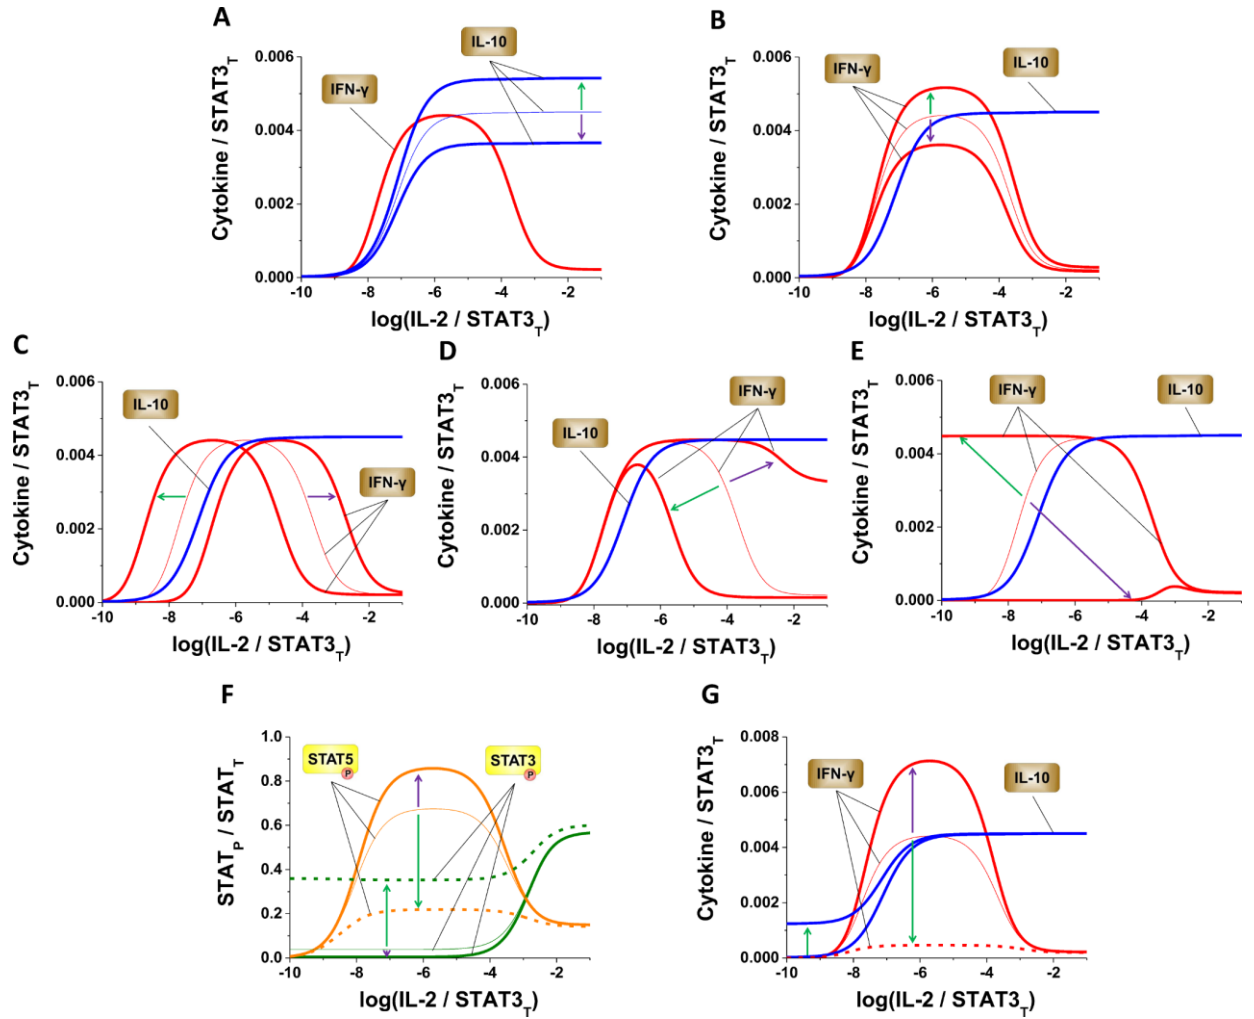 A
IL-10
IFN-γ
Cytokine / STAT3T
0.006
0.004
0.002
0.000
-10 -8 -6 -4 -2
log(IL-2 / STAT3T)
B
IFN-γ
IL-10
Cytokine / STAT3T
0.006
0.004
0.002
0.000
-10 -8 -6 -4 -2
log(IL-2 / STAT3T)
C
IL-10
IFN-γ
Cytokine / STAT3T
0.006
0.004
0.002
0.000
-10 -8 -6 -4 -2
log(IL-2 / STAT3T)
D
IFN-γ
IL-10
Cytokine / STAT3T
0.006
0.004
0.002
0.000
-10 -8 -6 -4 -2
log(IL-2 / STAT3T)
E
IFN-γ
IL-10
Cytokine / STAT3T
0.006
0.004
0.002
0.000
-10 -8 -6 -4 -2
log(IL-2 / STAT3T)
F
STAT5
P
STAT3
P
STATP / STATT
1.0
0.8
0.6
0.4
0.2
0.0
-10 -8 -6 -4 -2
log(IL-2 / STAT3T)
G
IFN-γ
IL-10
Cytokine / STAT3T
0.008
0.006
0.004
0.002
0.000
-10 -8 -6 -4 -2
log(IL-2 / STAT3T)